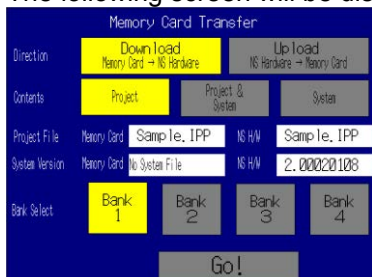 The following screen will be dis
Memory Card Transfer
Direction
Download
Memory Card → NS Hardware
Upload
NS Hardware → Memory Card
Contents
Project
Project &
System
System
Project File Memory Card Sample.IPP NS H/W Sample.IPP
System Version Memory Card No System File NS H/W 2.00020108
Bank Select
Bank
1
Bank
2
Bank
3
Bank
4
Go!